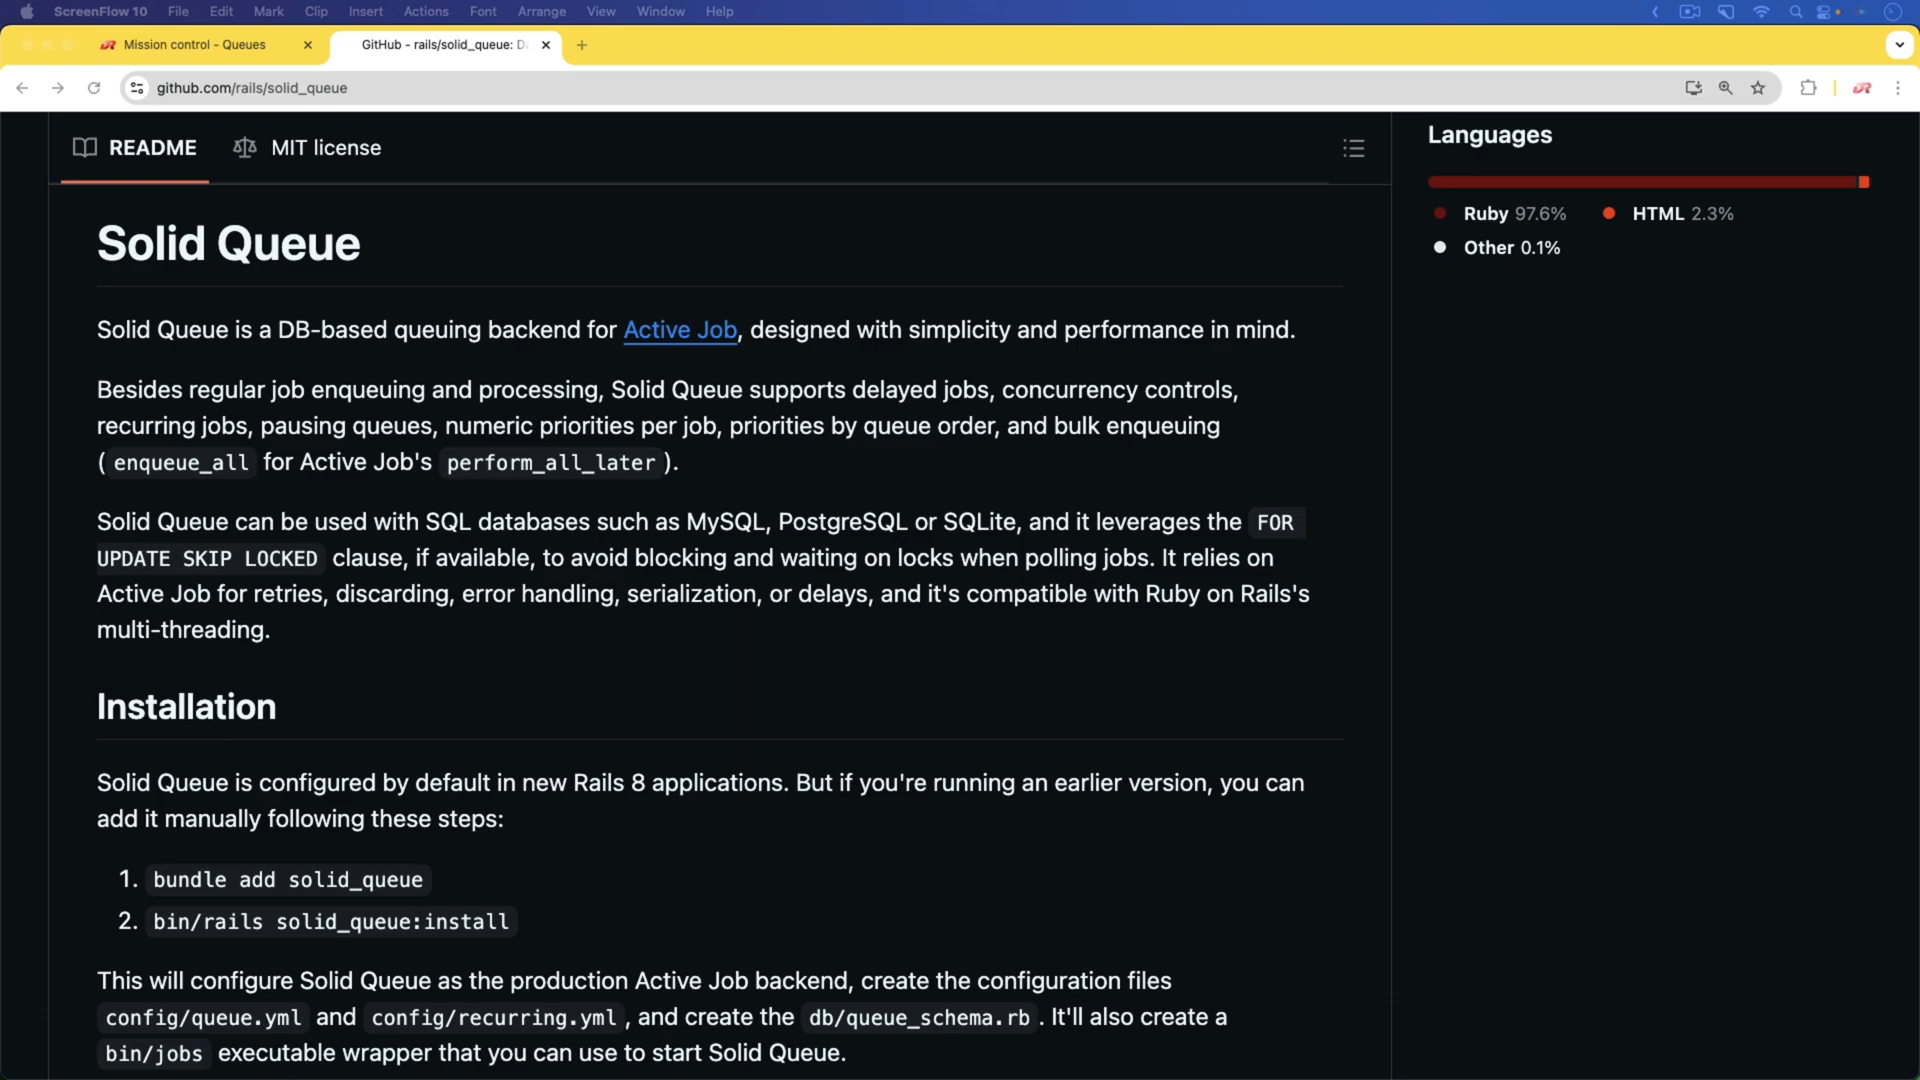 ScreenFlow 10 File Edit Mark Clip Insert Actions Font Arrange View Window Help
Mission control - Queues
GitHub - rails/solid_queue: D
github.com/rails/solid_queue
README
MIT license
Languages
Ruby 97.6%
HTML 2.3%
Other 0.1%
Solid Queue
Solid Queue is a DB-based queuing backend for Active Job, designed with simplicity and performance in mind.
Besides regular job enqueuing and processing, Solid Queue supports delayed jobs, concurrency controls,
recurring jobs, pausing queues, numeric priorities per job, priorities by queue order, and bulk enqueuing
( enqueue_all for Active Job's perform_all_later ).
Solid Queue can be used with SQL databases such as MySQL, PostgreSQL or SQLite, and it leverages the FOR
UPDATE SKIP LOCKED clause, if available, to avoid blocking and waiting on locks when polling jobs. It relies on
Active Job for retries, discarding, error handling, serialization, or delays, and it's compatible with Ruby on Rails's
multi-threading.
Installation
Solid Queue is configured by default in new Rails 8 applications. But if you're running an earlier version, you can
add it manually following these steps:
1. bundle add solid_queue
2. bin/rails solid_queue:install
This will configure Solid Queue as the production Active Job backend, create the configuration files
config/queue.yml and config/recurring.yml , and create the db/queue_schema.rb . It'll also create a
bin/jobs executable wrapper that you can use to start Solid Queue.